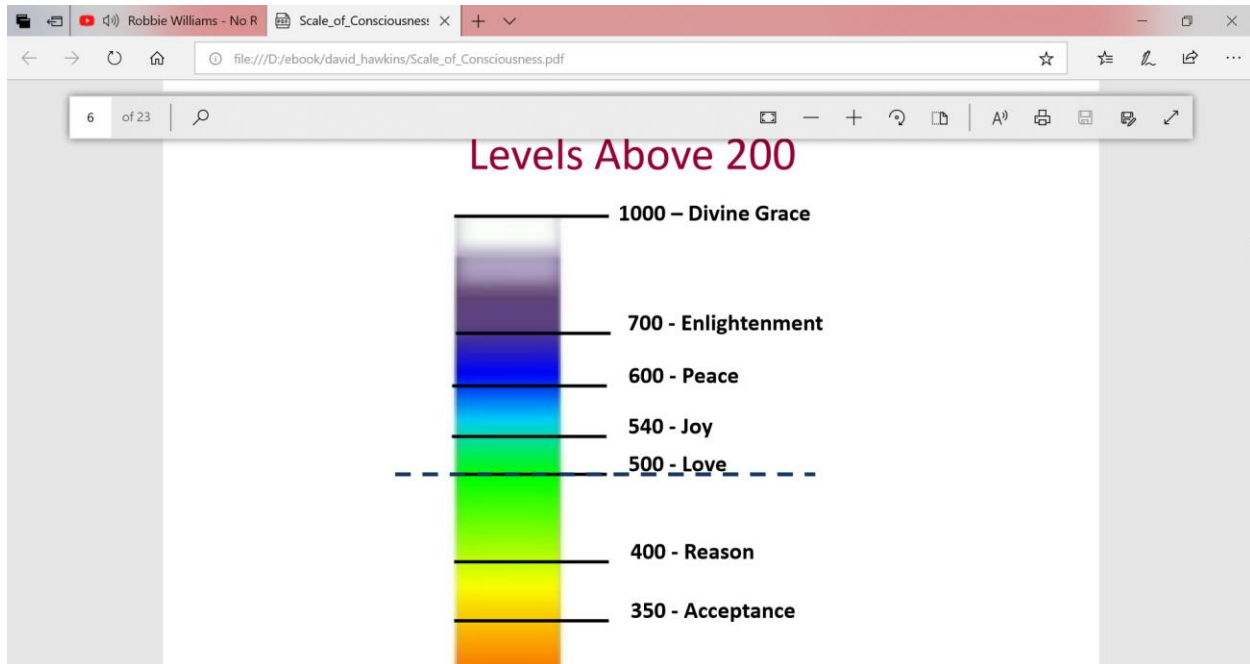 Robbie Williams - No R
Scale_of_Consciousness
file:///D:/ebook/david_hawkins/Scale_of_Consciousness.pdf
6 of 23
Levels Above 200
1000 – Divine Grace
700 - Enlightenment
600 - Peace
540 - Joy
500 - Love
400 - Reason
350 - Acceptance